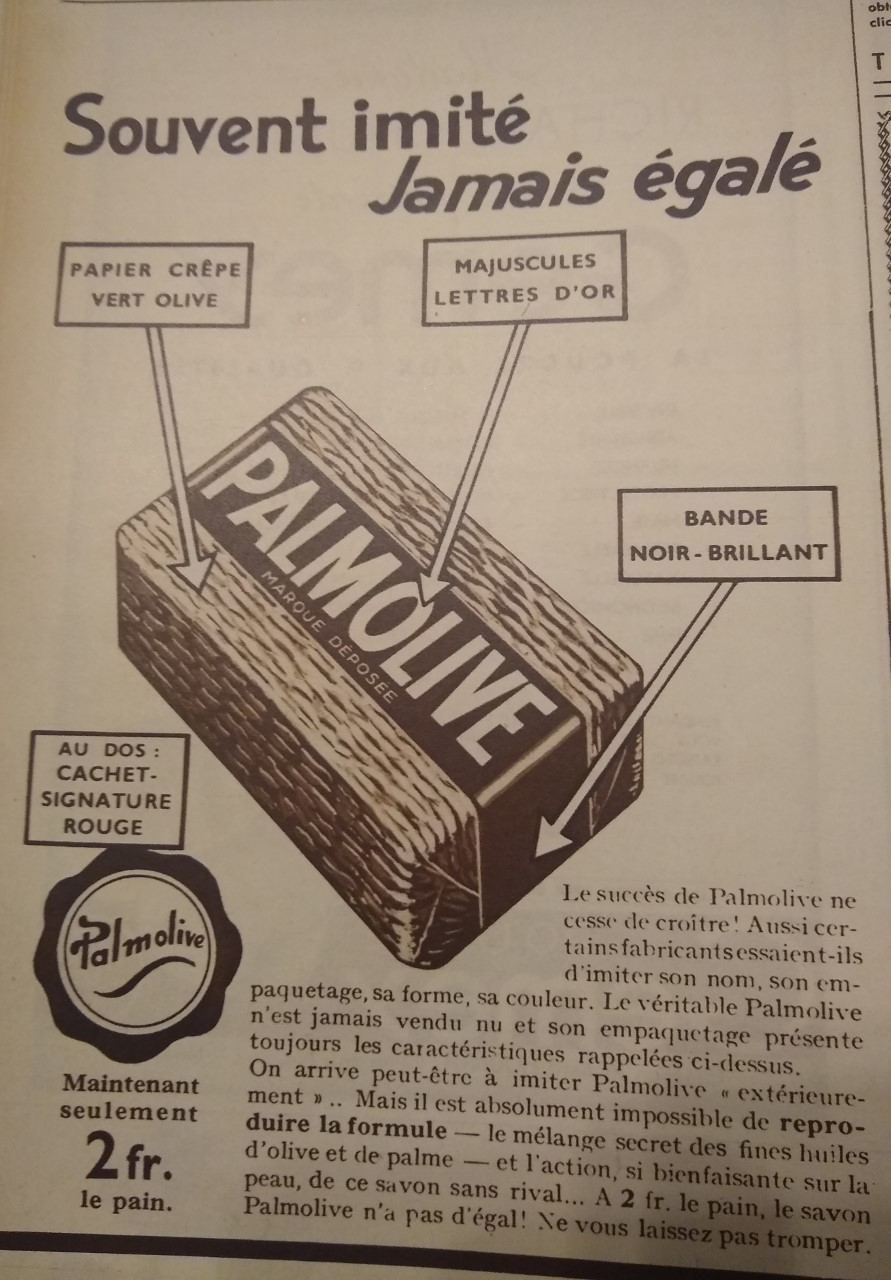 obt
clic
T
Souvent imité
Jamais égalé
PAPIER CRÊPE
VERT OLIVE
MAJUSCULES
LETTRES D'OR
BANDE
NOIR-BRILLANT
PALMOLIVE
MARQUE DÉPOSÉE
AU DOS :
CACHET-
SIGNATURE
ROUGE
Palmolive
Maintenant
seulement
2 fr.
le pain.
Le succès de Palmolive ne
cesse de croître! Aussi cer-
tains fabricants essaient-ils
d'imiter son nom, son em-
paquetage, sa forme, sa couleur. Le véritable Palmolive
n'est jamais vendu nu et son empaquetage présente
toujours les caractéristiques rappelées ci-dessus.
On arrive peut-être à imiter Palmolive « extérieure-
ment » .. Mais il est absolument impossible de repro-
duire la formule — le mélange secret des fines huiles
d'olive et de palme — et l'action, si bienfaisante sur la
peau, de ce savon sans rival... A 2 fr. le pain, le savon
Palmolive n'a pas d'égal! Ne vous laissez pas tromper.